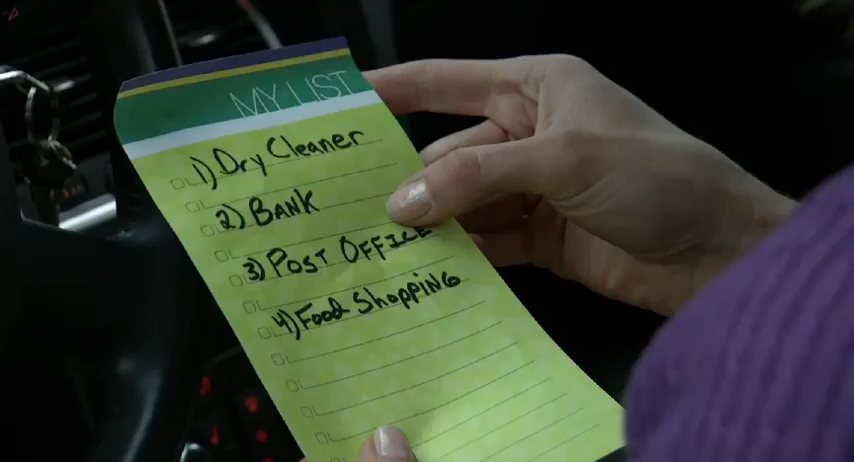 MY LIST
1) Dry Cleaner
2) BANK
3) POST OFFICE
4) Food Shopping